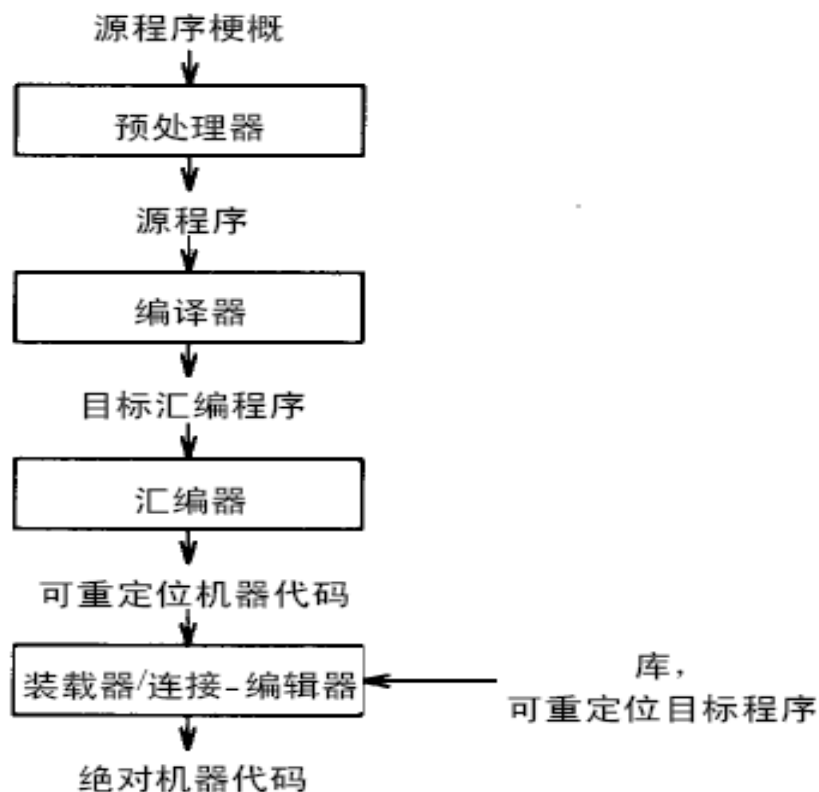 源程序梗概
预处理器
源程序
编译器
目标汇编程序
汇编器
可重定位机器代码
装载器/连接-编辑器
库,
可重定位目标程序
绝对机器代码